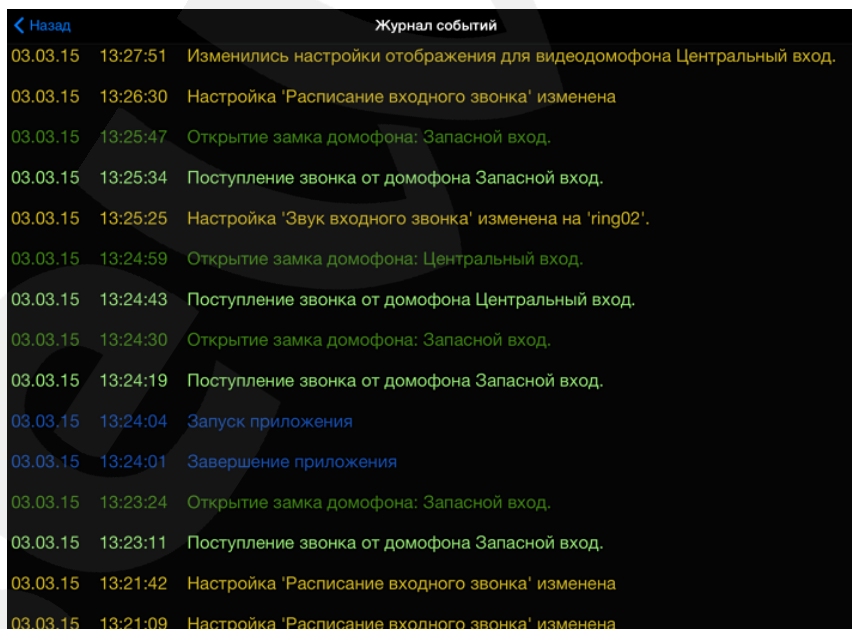 Назад
Журнал событий
03.03.15 13:27:51 Изменились настройки отображения для видеодомофона Центральный вход.
03.03.15 13:26:30 Настройка 'Расписание входного звонка' изменена
03.03.15 13:25:47 Открытие замка домофона: Запасной вход.
03.03.15 13:25:34 Поступление звонка от домофона Запасной вход.
03.03.15 13:25:25 Настройка 'Звук входного звонка' изменена на 'ring02'.
03.03.15 13:24:59 Открытие замка домофона: Центральный вход.
03.03.15 13:24:43 Поступление звонка от домофона Центральный вход.
03.03.15 13:24:30 Открытие замка домофона: Запасной вход.
03.03.15 13:24:19 Поступление звонка от домофона Запасной вход.
03.03.15 13:24:04 Запуск приложения
03.03.15 13:24:01 Завершение приложения
03.03.15 13:23:24 Открытие замка домофона: Запасной вход.
03.03.15 13:23:11 Поступление звонка от домофона Запасной вход.
03.03.15 13:21:42 Настройка 'Расписание входного звонка' изменена
03.03.15 13:21:09 Настройка 'Расписание входного звонка' изменена